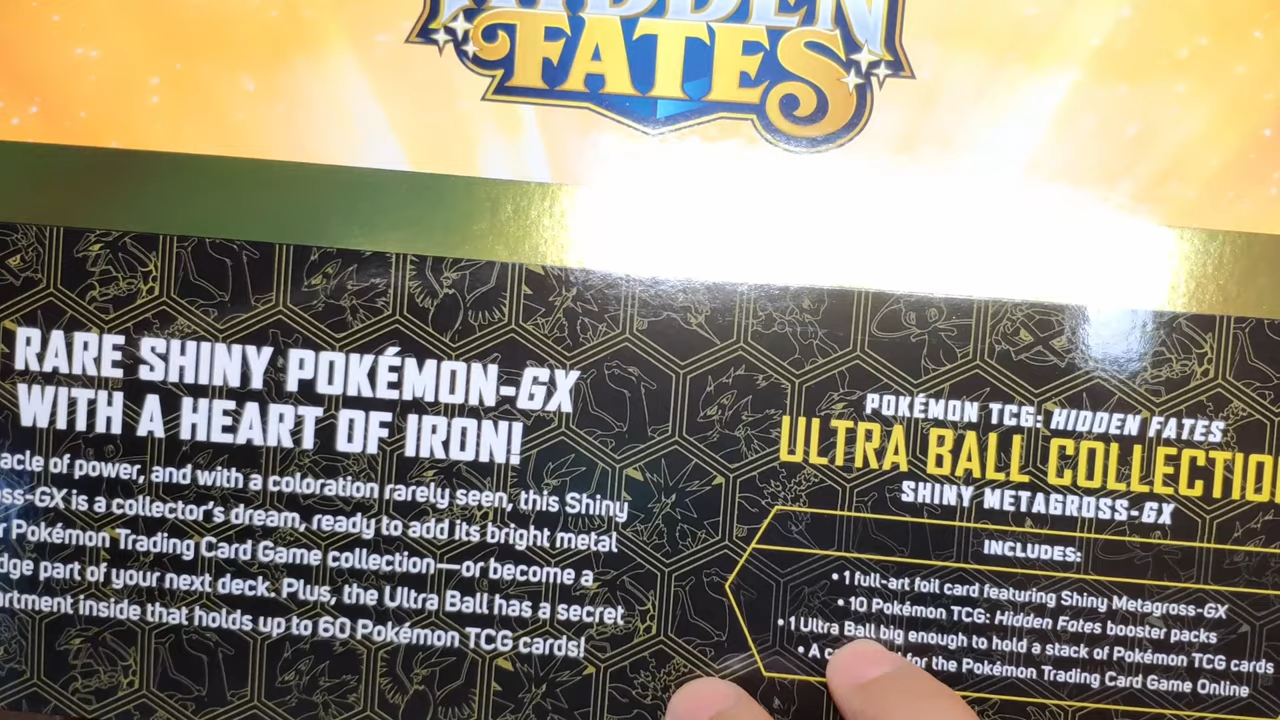 HIDDEN
FATES
RARE SHINY POKÉMON-GX
WITH A HEART OF IRON!
acle of power, and with a coloration rarely seen, this Shiny
oss-GX is a collector's dream, ready to add its bright metal
r Pokémon Trading Card Game collection—or become a
dge part of your next deck. Plus, the Ultra Ball has a secret
artment inside that holds up to 60 Pokémon TCG cards!
POKÉMON TCG: HIDDEN FATES
ULTRA BALL COLLECTIO
SHINY METAGROSS-GX
INCLUDES:
• 1 full-art foil card featuring Shiny Metagross-GX
• 10 Pokémon TCG: Hidden Fates booster packs
• 1 Ultra Ball big enough to hold a stack of Pokémon TCG cards
• A for the Pokémon Trading Card Game Online